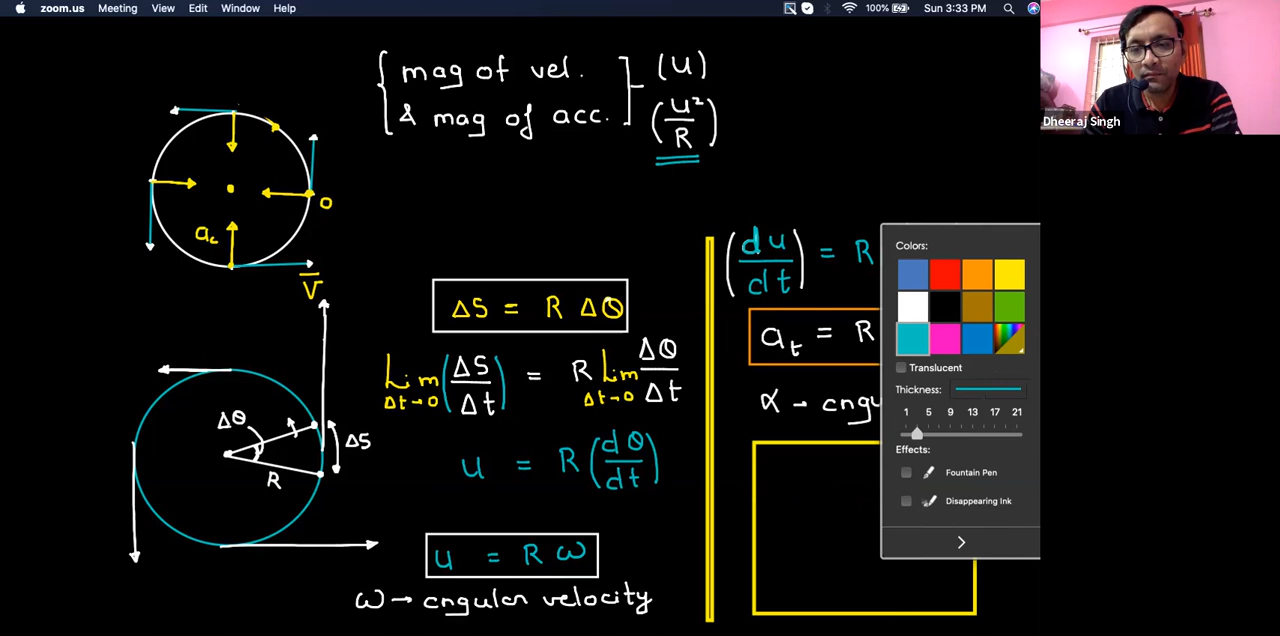 zoom.us Meeting View Edit Window Help
100% Sun 3:33 PM
Dheeraj Singh
mag of vel. (u)
& mag of acc. (u²/R)
0
ac
V̅
ΔS = R Δθ
Lim Δt→0 (ΔS/Δt) = R Lim Δt→0 Δθ/Δt
u = R (dθ/dt)
u = R ω
ω → angular velocity
Δθ
ΔS
R
(du/dt) = R
at = R
α → angu
Colors:
Translucent
Thickness:
1 5 9 13 17 21
Effects:
Fountain Pen
Disappearing Ink